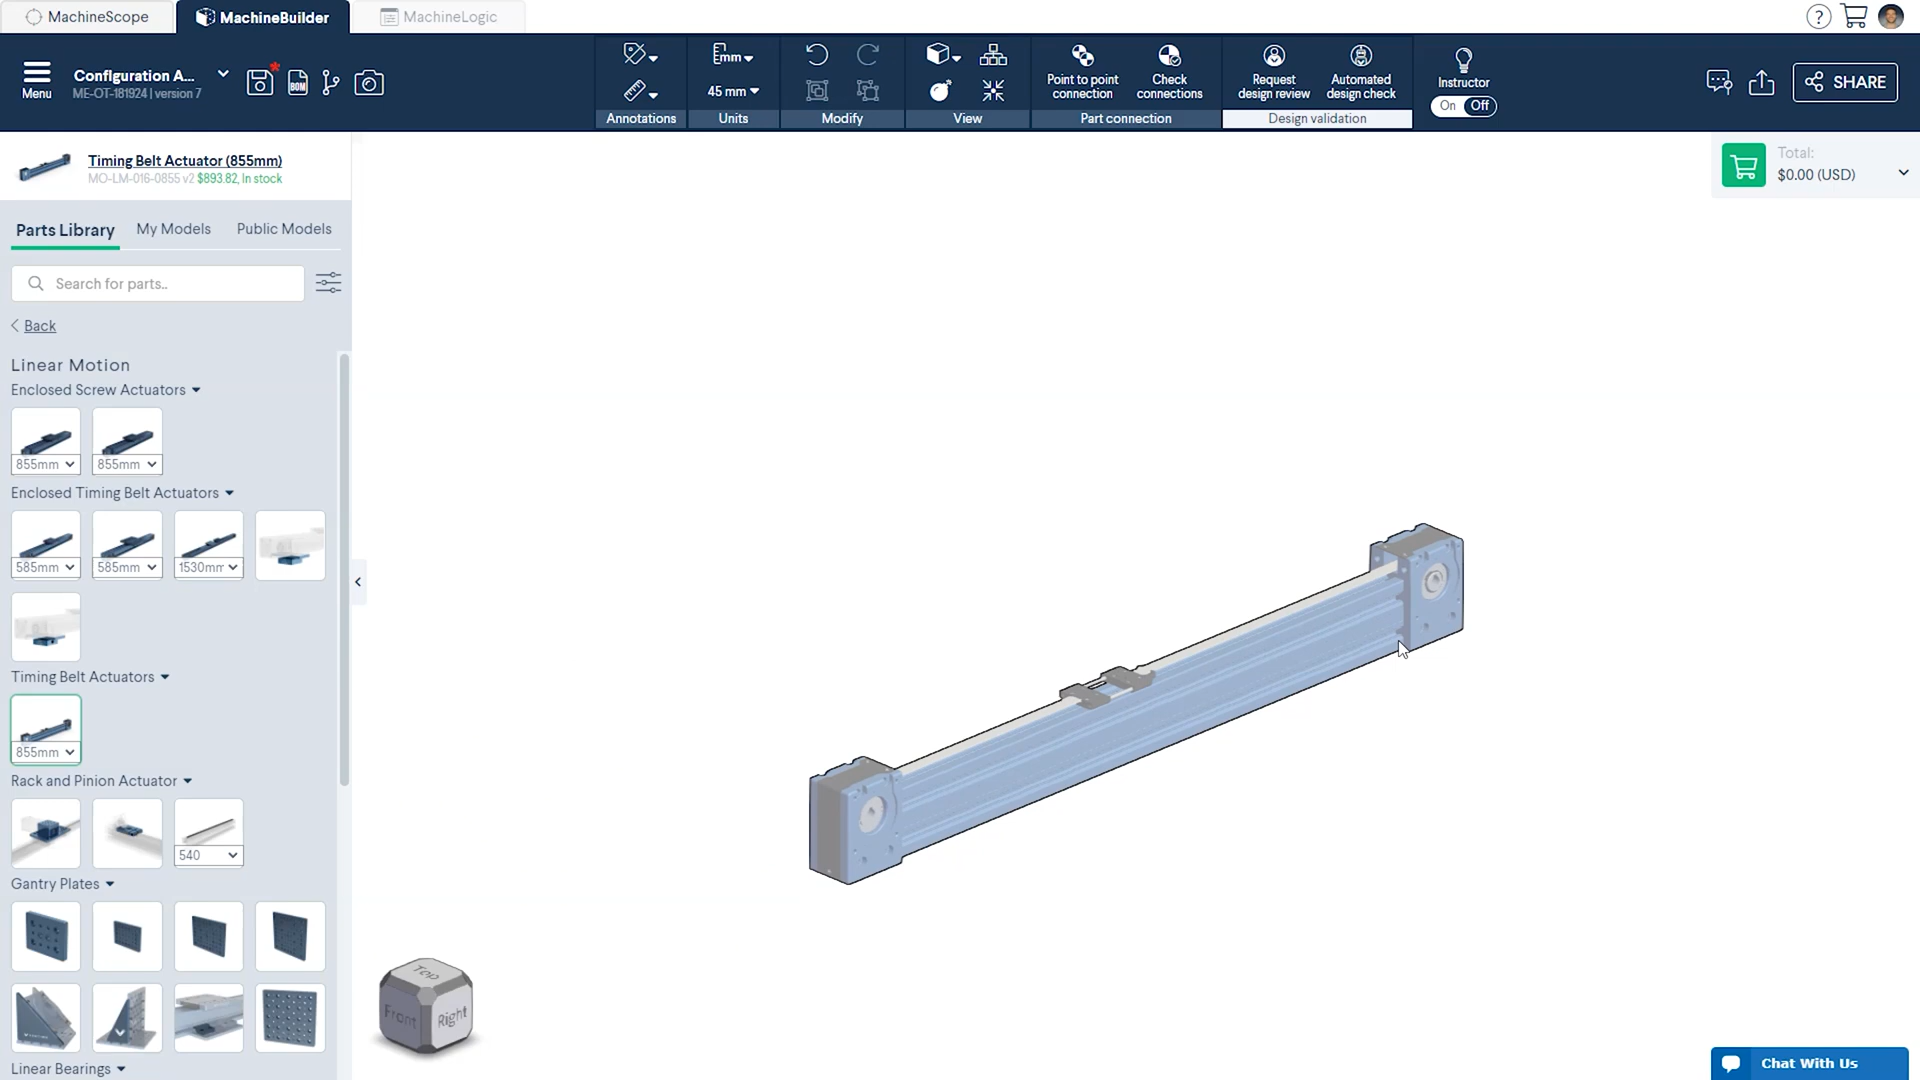 MachineScope
MachineBuilder
MachineLogic
Menu
Configuration A...
ME-OT-181924 | version 7
BOM
mm
45 mm
Annotations
Units
Modify
View
Point to point
connection
Check
connections
Part connection
Request
design review
Automated
design check
Design validation
Instructor
On
Off
SHARE
Timing Belt Actuator (855mm)
MO-LM-016-0855 v2 $893.82, In stock
Total:
$0.00 (USD)
Parts Library
My Models
Public Models
Search for parts..
Back
Linear Motion
Enclosed Screw Actuators
855mm
855mm
Enclosed Timing Belt Actuators
585mm
585mm
1530mm
Timing Belt Actuators
855mm
Rack and Pinion Actuator
540
Gantry Plates
Linear Bearings
Top
Front
Right
Chat With Us